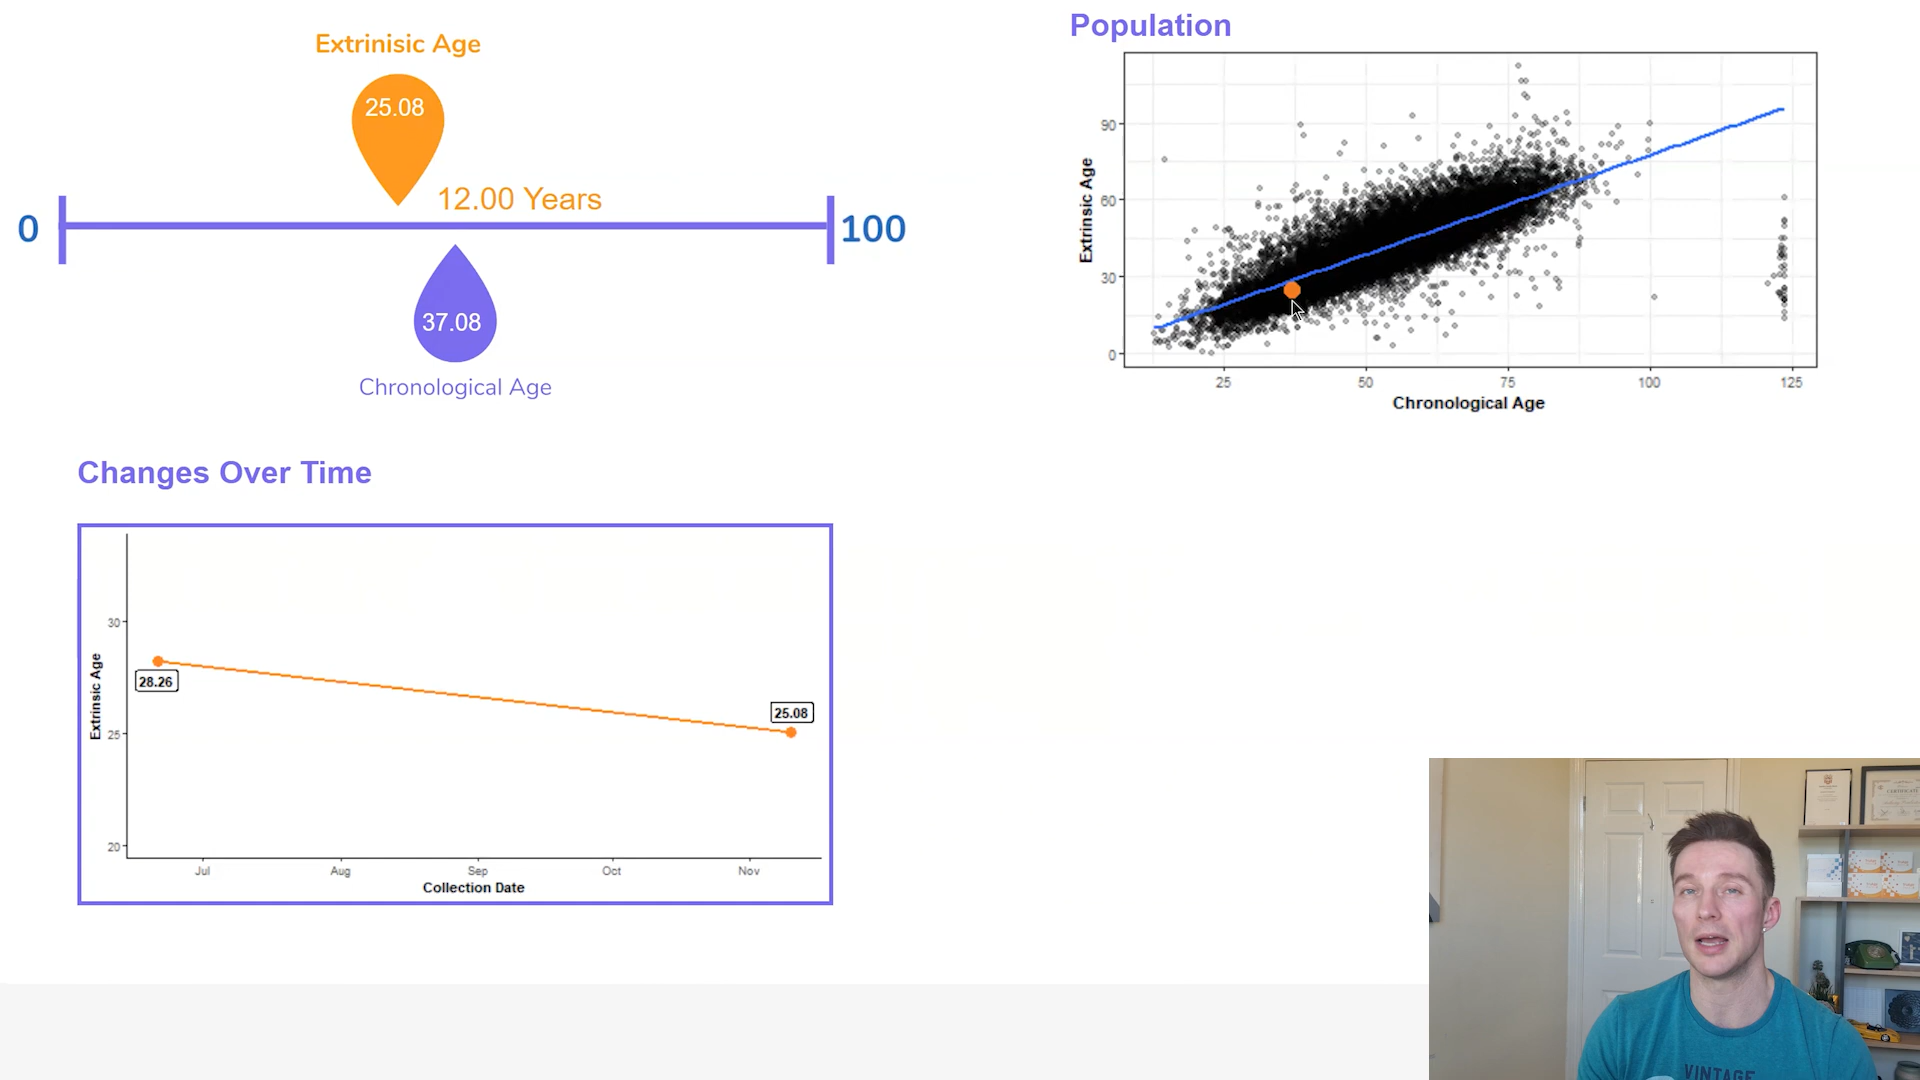 Extrinisic Age
25.08
12.00 Years
0
100
37.08
Chronological Age
Population
Extrinsic Age
90
60
30
0
25
50
75
100
125
Chronological Age
Changes Over Time
Extrinsic Age
30
25
20
28.26
25.08
Jul
Aug
Sep
Oct
Nov
Collection Date
CERTIFICATE
VINTAGE